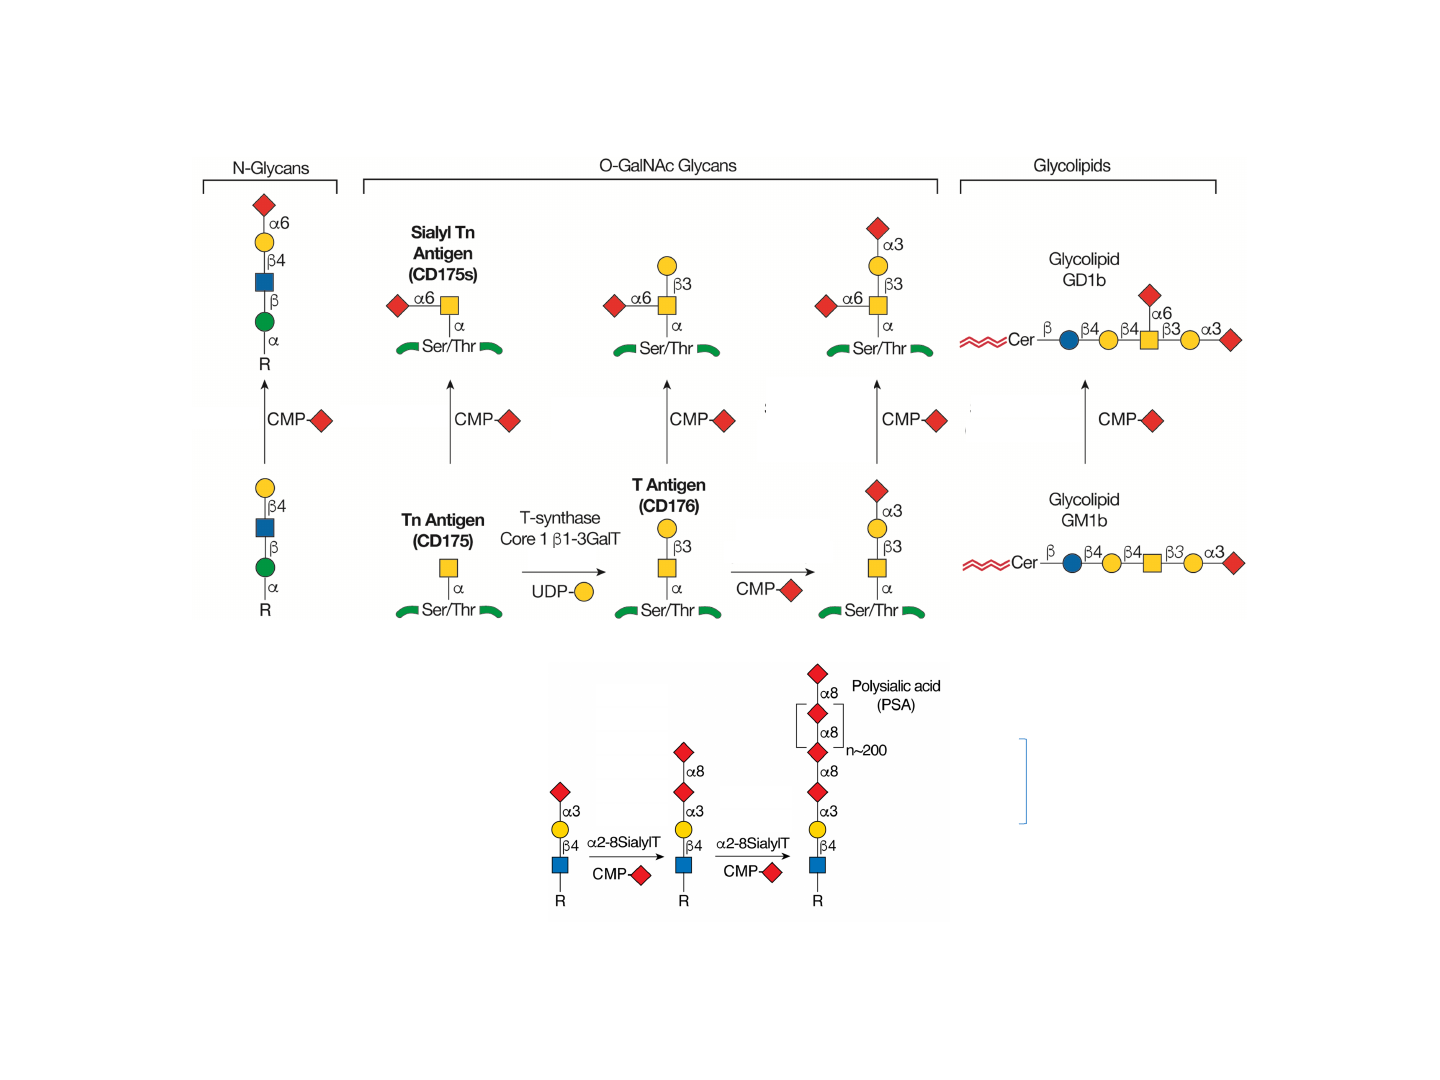 N-Glycans
O-GalNAc Glycans
Glycolipids
α6
β4
β
α
R
CMP-
β4
β
α
R
Sialyl Tn
Antigen
(CD175s)
α6
α
Ser/Thr
CMP-
Tn Antigen
(CD175)
α
Ser/Thr
T-synthase
Core 1 β1-3GalT
UDP-
β3
α6
α
Ser/Thr
CMP-
T Antigen
(CD176)
β3
α
Ser/Thr
CMP-
α3
β3
α6
α
Ser/Thr
CMP-
α3
β3
α
Ser/Thr
Glycolipid
GD1b
α6
Cer β β4 β4 β3 α3
CMP-
Glycolipid
GM1b
Cer β β4 β4 β3 α3
α3
β4
R
α2-8SialylT
CMP-
α8
α3
β4
R
α2-8SialylT
CMP-
α8
α8
n~200
α8
α3
β4
R
Polysialic acid
(PSA)